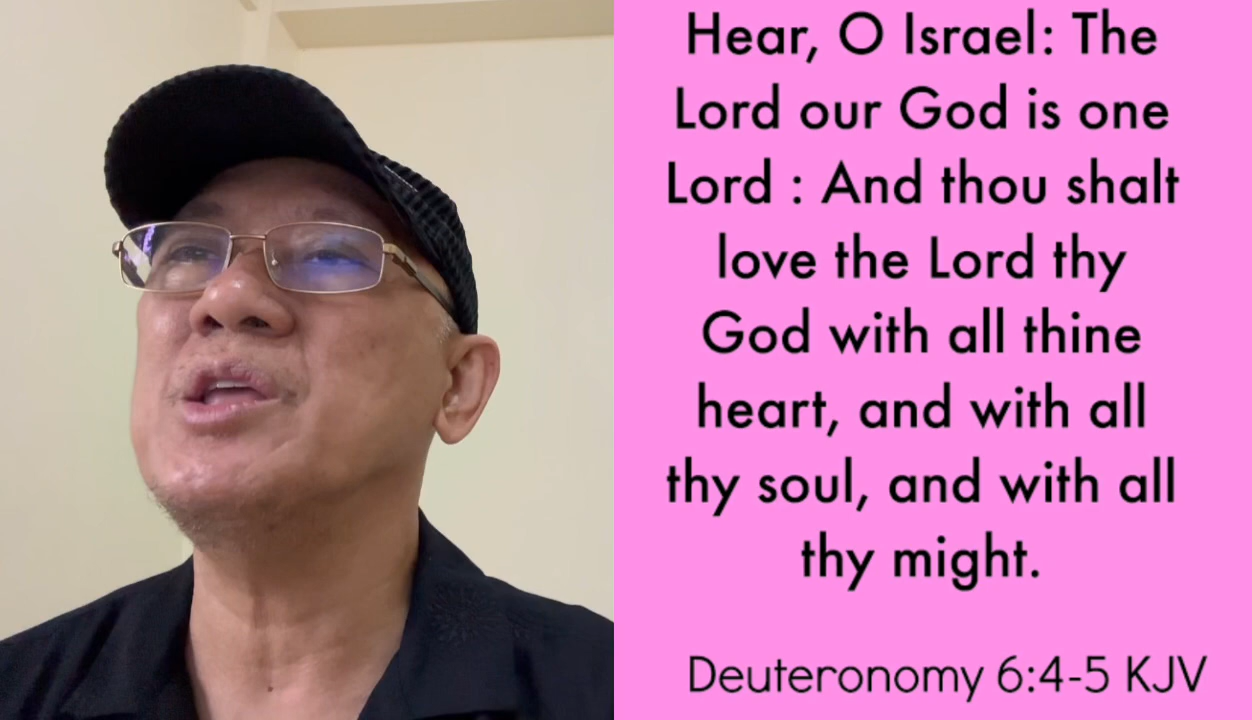 Hear, O Israel: The
Lord our God is one
Lord : And thou shalt
love the Lord thy
God with all thine
heart, and with all
thy soul, and with all
thy might.
Deuteronomy 6:4-5 KJV